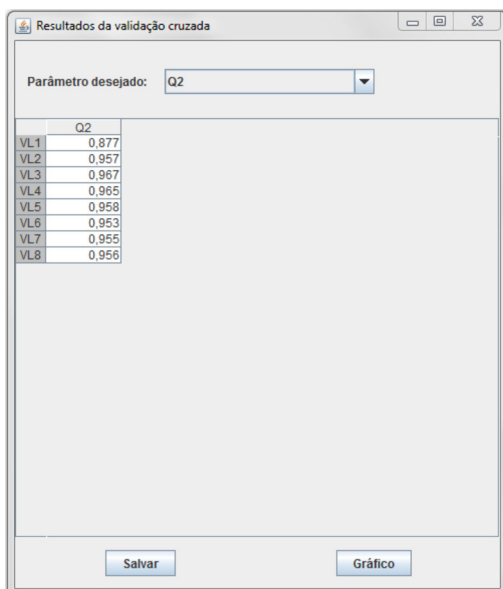 Resultados da validação cruzada
Parâmetro desejado: Q2
Q2
VL1 0,877
VL2 0,957
VL3 0,967
VL4 0,965
VL5 0,958
VL6 0,953
VL7 0,955
VL8 0,956
Salvar Gráfico